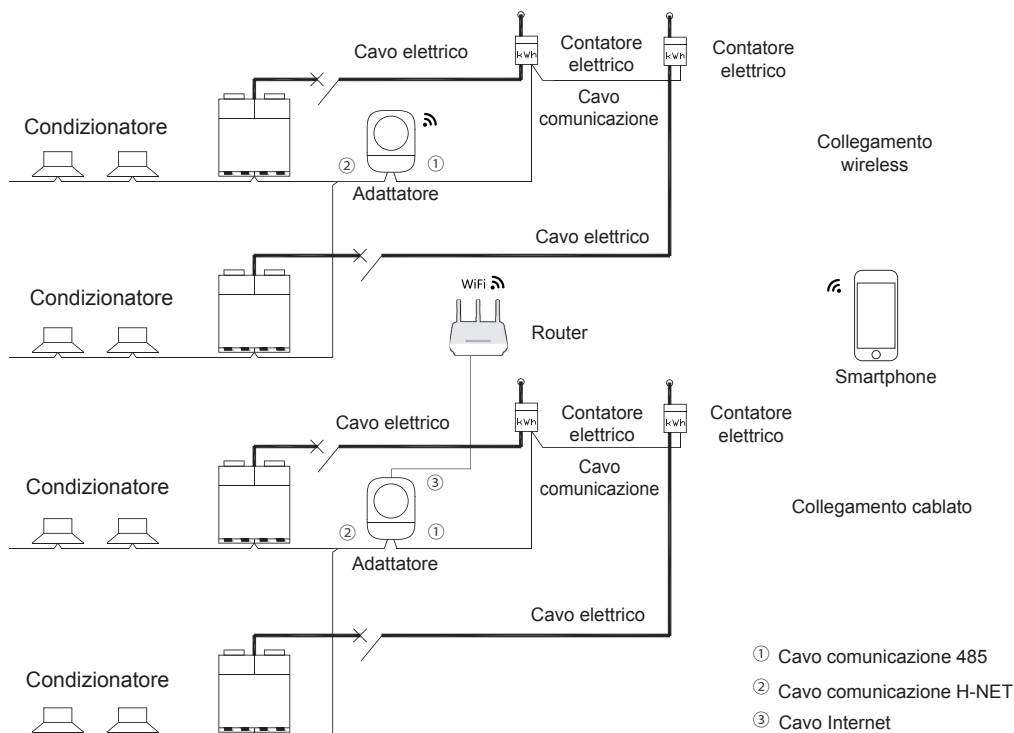 Cavo elettrico
kWh
Contatore
elettrico
kWh
Contatore
elettrico
Cavo
comunicazione
Condizionatore
②
①
Adattatore
Collegamento
wireless
Cavo elettrico
Condizionatore
WiFi
Router
Smartphone
Cavo elettrico
kWh
Contatore
elettrico
kWh
Contatore
elettrico
Cavo
comunicazione
Condizionatore
③
②
①
Adattatore
Collegamento cablato
Cavo elettrico
Condizionatore
① Cavo comunicazione 485
② Cavo comunicazione H-NET
③ Cavo Internet